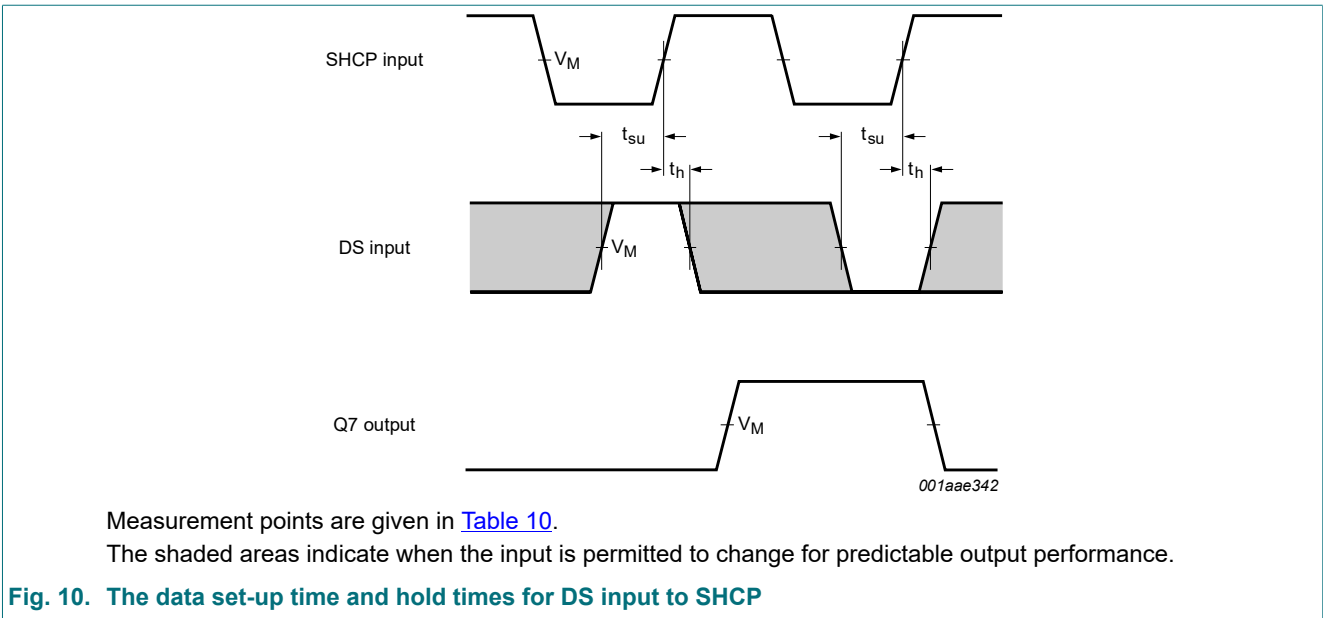 SHCP input
VM
tsu
tsu
th
th
DS input
VM
Q7 output
VM
001aae342
Measurement points are given in Table 10.
The shaded areas indicate when the input is permitted to change for predictable output performance.
Fig. 10. The data set-up time and hold times for DS input to SHCP